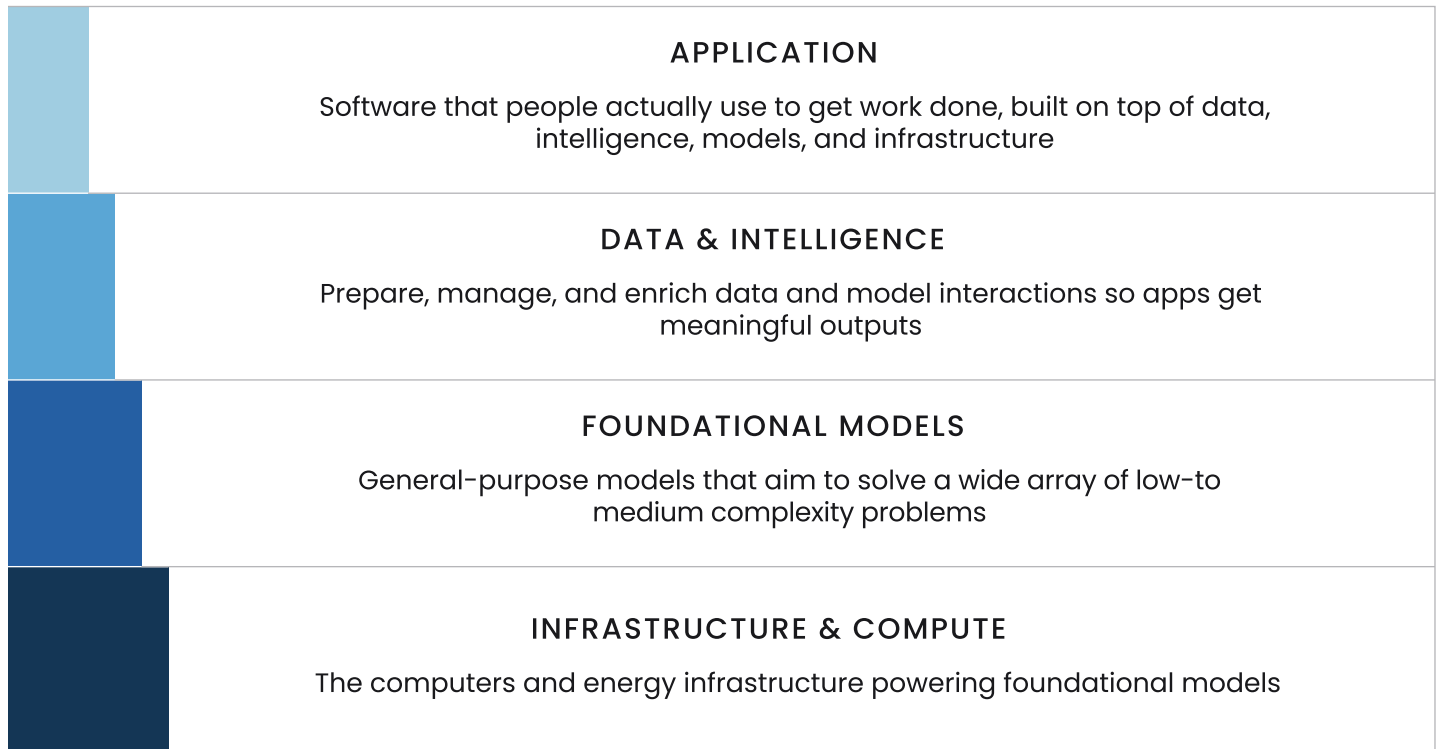 APPLICATION
Software that people actually use to get work done, built on top of data,
intelligence, models, and infrastructure
DATA & INTELLIGENCE
Prepare, manage, and enrich data and model interactions so apps get
meaningful outputs
FOUNDATIONAL MODELS
General-purpose models that aim to solve a wide array of low-to
medium complexity problems
INFRASTRUCTURE & COMPUTE
The computers and energy infrastructure powering foundational models